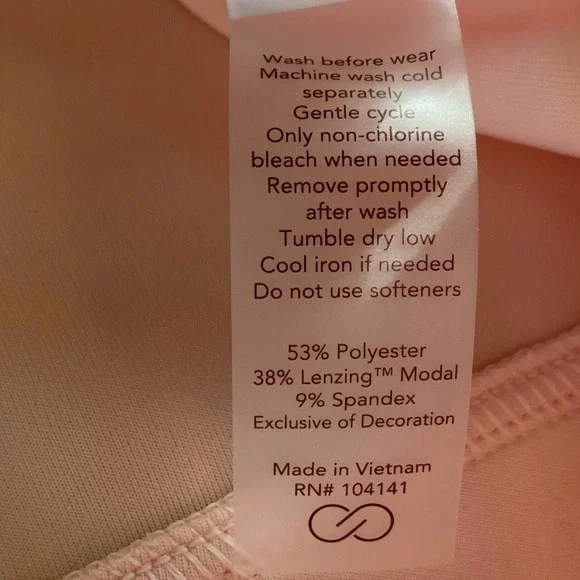 Wash before wear
Machine wash cold
separately
Gentle cycle
Only non-chlorine
bleach when needed
Remove promptly
after wash
Tumble dry low
Cool iron if needed
Do not use softeners
53% Polyester
38% Lenzing™ Modal
9% Spandex
Exclusive of Decoration
Made in Vietnam
RN# 104141